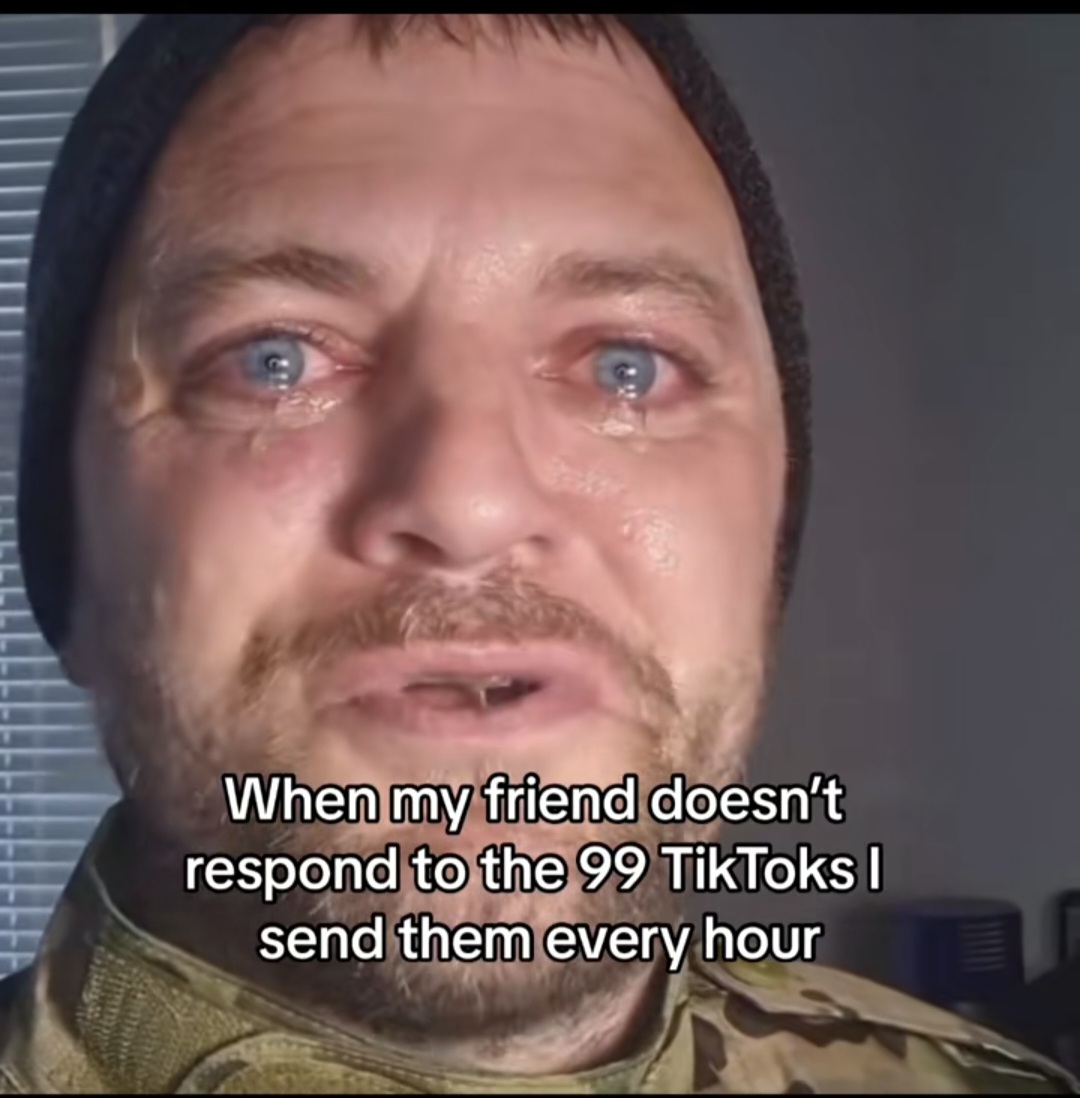 When my friend doesn’t
respond to the 99 TikToks I
send them every hour